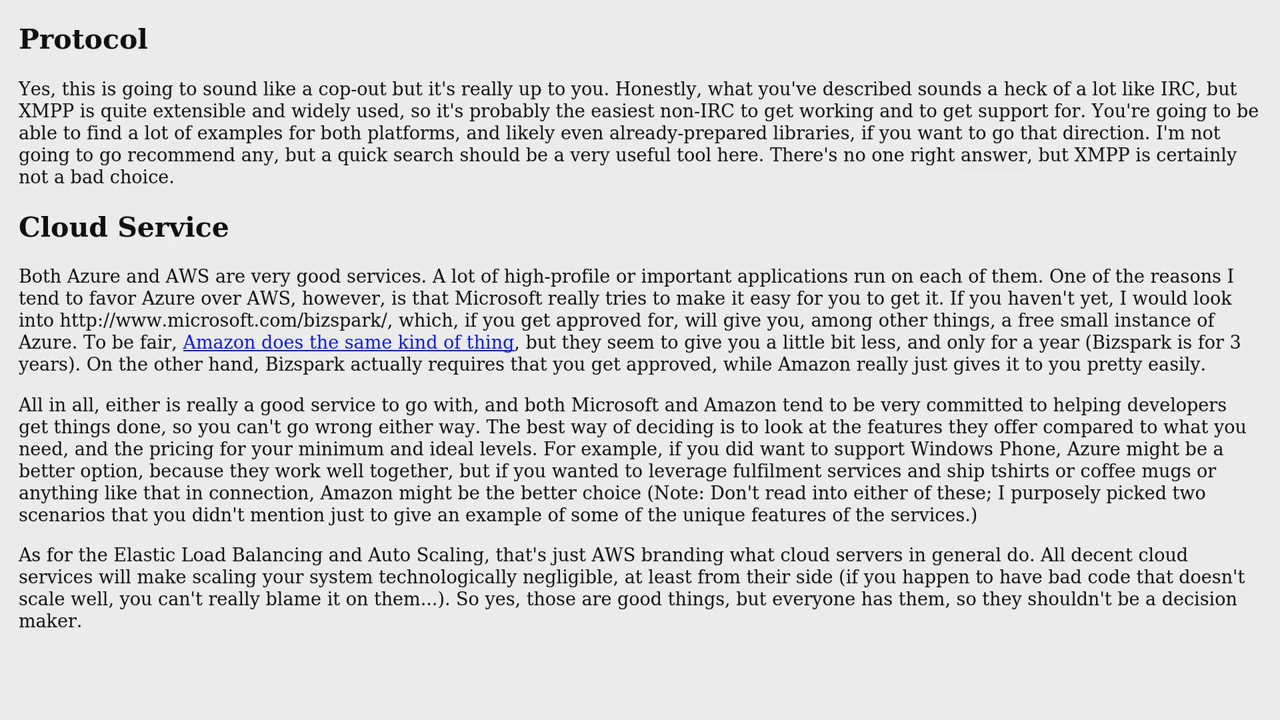 Protocol
Yes, this is going to sound like a cop-out but it's really up to you. Honestly, what you've described sounds a heck of a lot like IRC, but
XMPP is quite extensible and widely used, so it's probably the easiest non-IRC to get working and to get support for. You're going to be
able to find a lot of examples for both platforms, and likely even already-prepared libraries, if you want to go that direction. I'm not
going to go recommend any, but a quick search should be a very useful tool here. There's no one right answer, but XMPP is certainly
not a bad choice.
Cloud Service
Both Azure and AWS are very good services. A lot of high-profile or important applications run on each of them. One of the reasons I
tend to favor Azure over AWS, however, is that Microsoft really tries to make it easy for you to get it. If you haven't yet, I would look
into http://www.microsoft.com/bizspark/, which, if you get approved for, will give you, among other things, a free small instance of
Azure. To be fair, Amazon does the same kind of thing, but they seem to give you a little bit less, and only for a year (Bizspark is for 3
years). On the other hand, Bizspark actually requires that you get approved, while Amazon really just gives it to you pretty easily.
All in all, either is really a good service to go with, and both Microsoft and Amazon tend to be very committed to helping developers
get things done, so you can't go wrong either way. The best way of deciding is to look at the features they offer compared to what you
need, and the pricing for your minimum and ideal levels. For example, if you did want to support Windows Phone, Azure might be a
better option, because they work well together, but if you wanted to leverage fulfilment services and ship tshirts or coffee mugs or
anything like that in connection, Amazon might be the better choice (Note: Don't read into either of these; I purposely picked two
scenarios that you didn't mention just to give an example of some of the unique features of the services.)
As for the Elastic Load Balancing and Auto Scaling, that's just AWS branding what cloud servers in general do. All decent cloud
services will make scaling your system technologically negligible, at least from their side (if you happen to have bad code that doesn't
scale well, you can't really blame it on them...). So yes, those are good things, but everyone has them, so they shouldn't be a decision
maker.